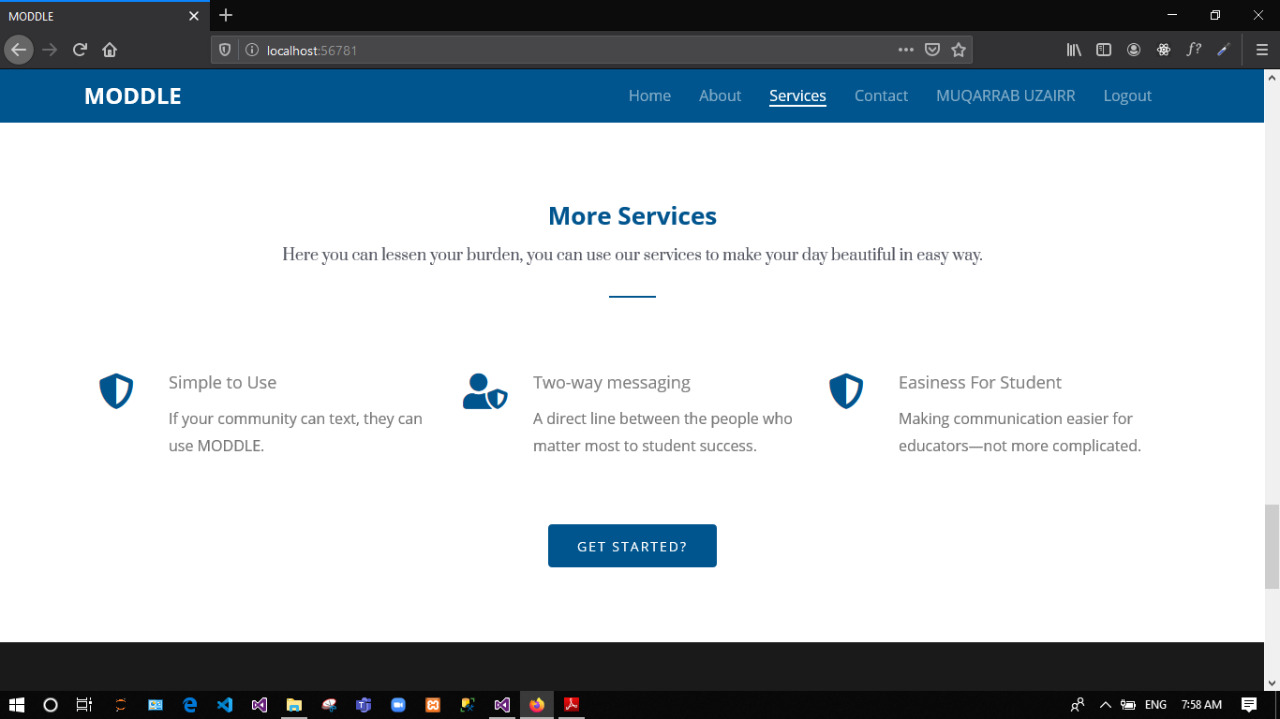 MODDLE
localhost:56781
MODDLE
Home About Services Contact MUQARRAB UZAIRR Logout
More Services
Here you can lessen your burden, you can use our services to make your day beautiful in easy way.
Simple to Use
If your community can text, they can
use MODDLE.
Two-way messaging
A direct line between the people who
matter most to student success.
Easiness For Student
Making communication easier for
educators—not more complicated.
GET STARTED?
ENG 7:58 AM